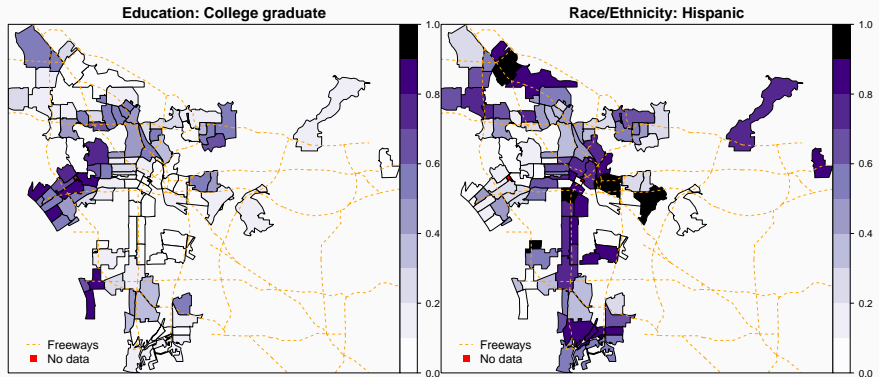 Education: College graduate
1.0
0.8
0.6
0.4
0.2
0.0
Freeways
No data
Race/Ethnicity: Hispanic
1.0
0.8
0.6
0.4
0.2
0.0
Freeways
No data